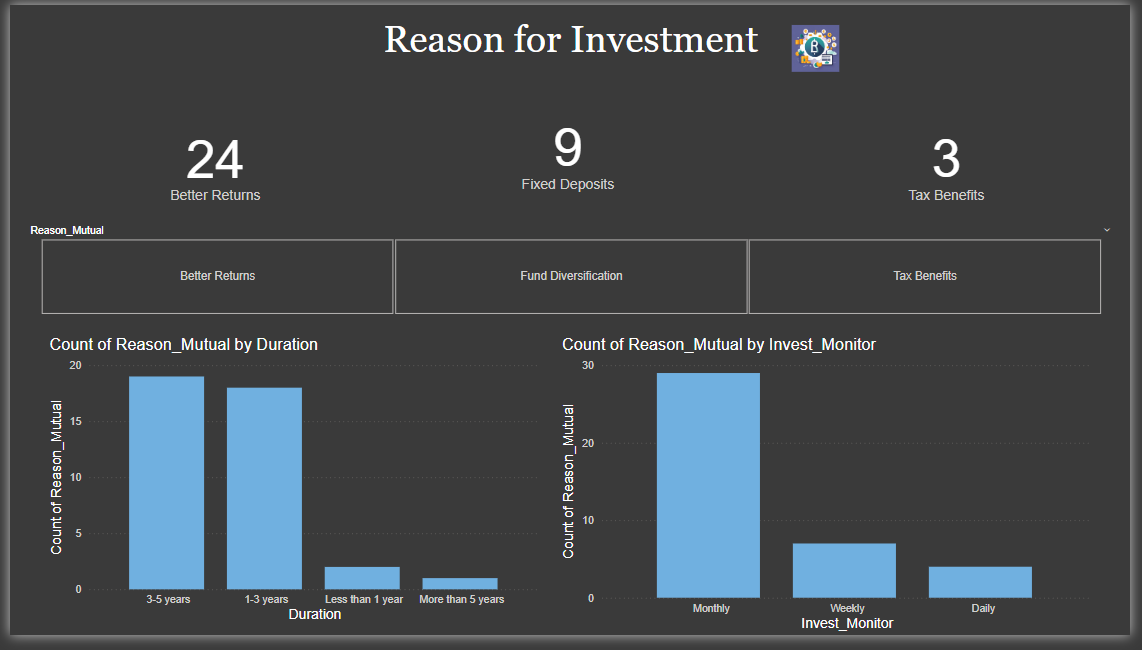 Reason for Investment
24
Better Returns
9
Fixed Deposits
3
Tax Benefits
Reason_Mutual
Better Returns
Fund Diversification
Tax Benefits
Count of Reason_Mutual by Duration
Count of Reason_Mutual
20
15
10
5
0
3-5 years
1-3 years
Less than 1 year
More than 5 years
Duration
Count of Reason_Mutual by Invest_Monitor
Count of Reason_Mutual
30
20
10
0
Monthly
Weekly
Daily
Invest_Monitor